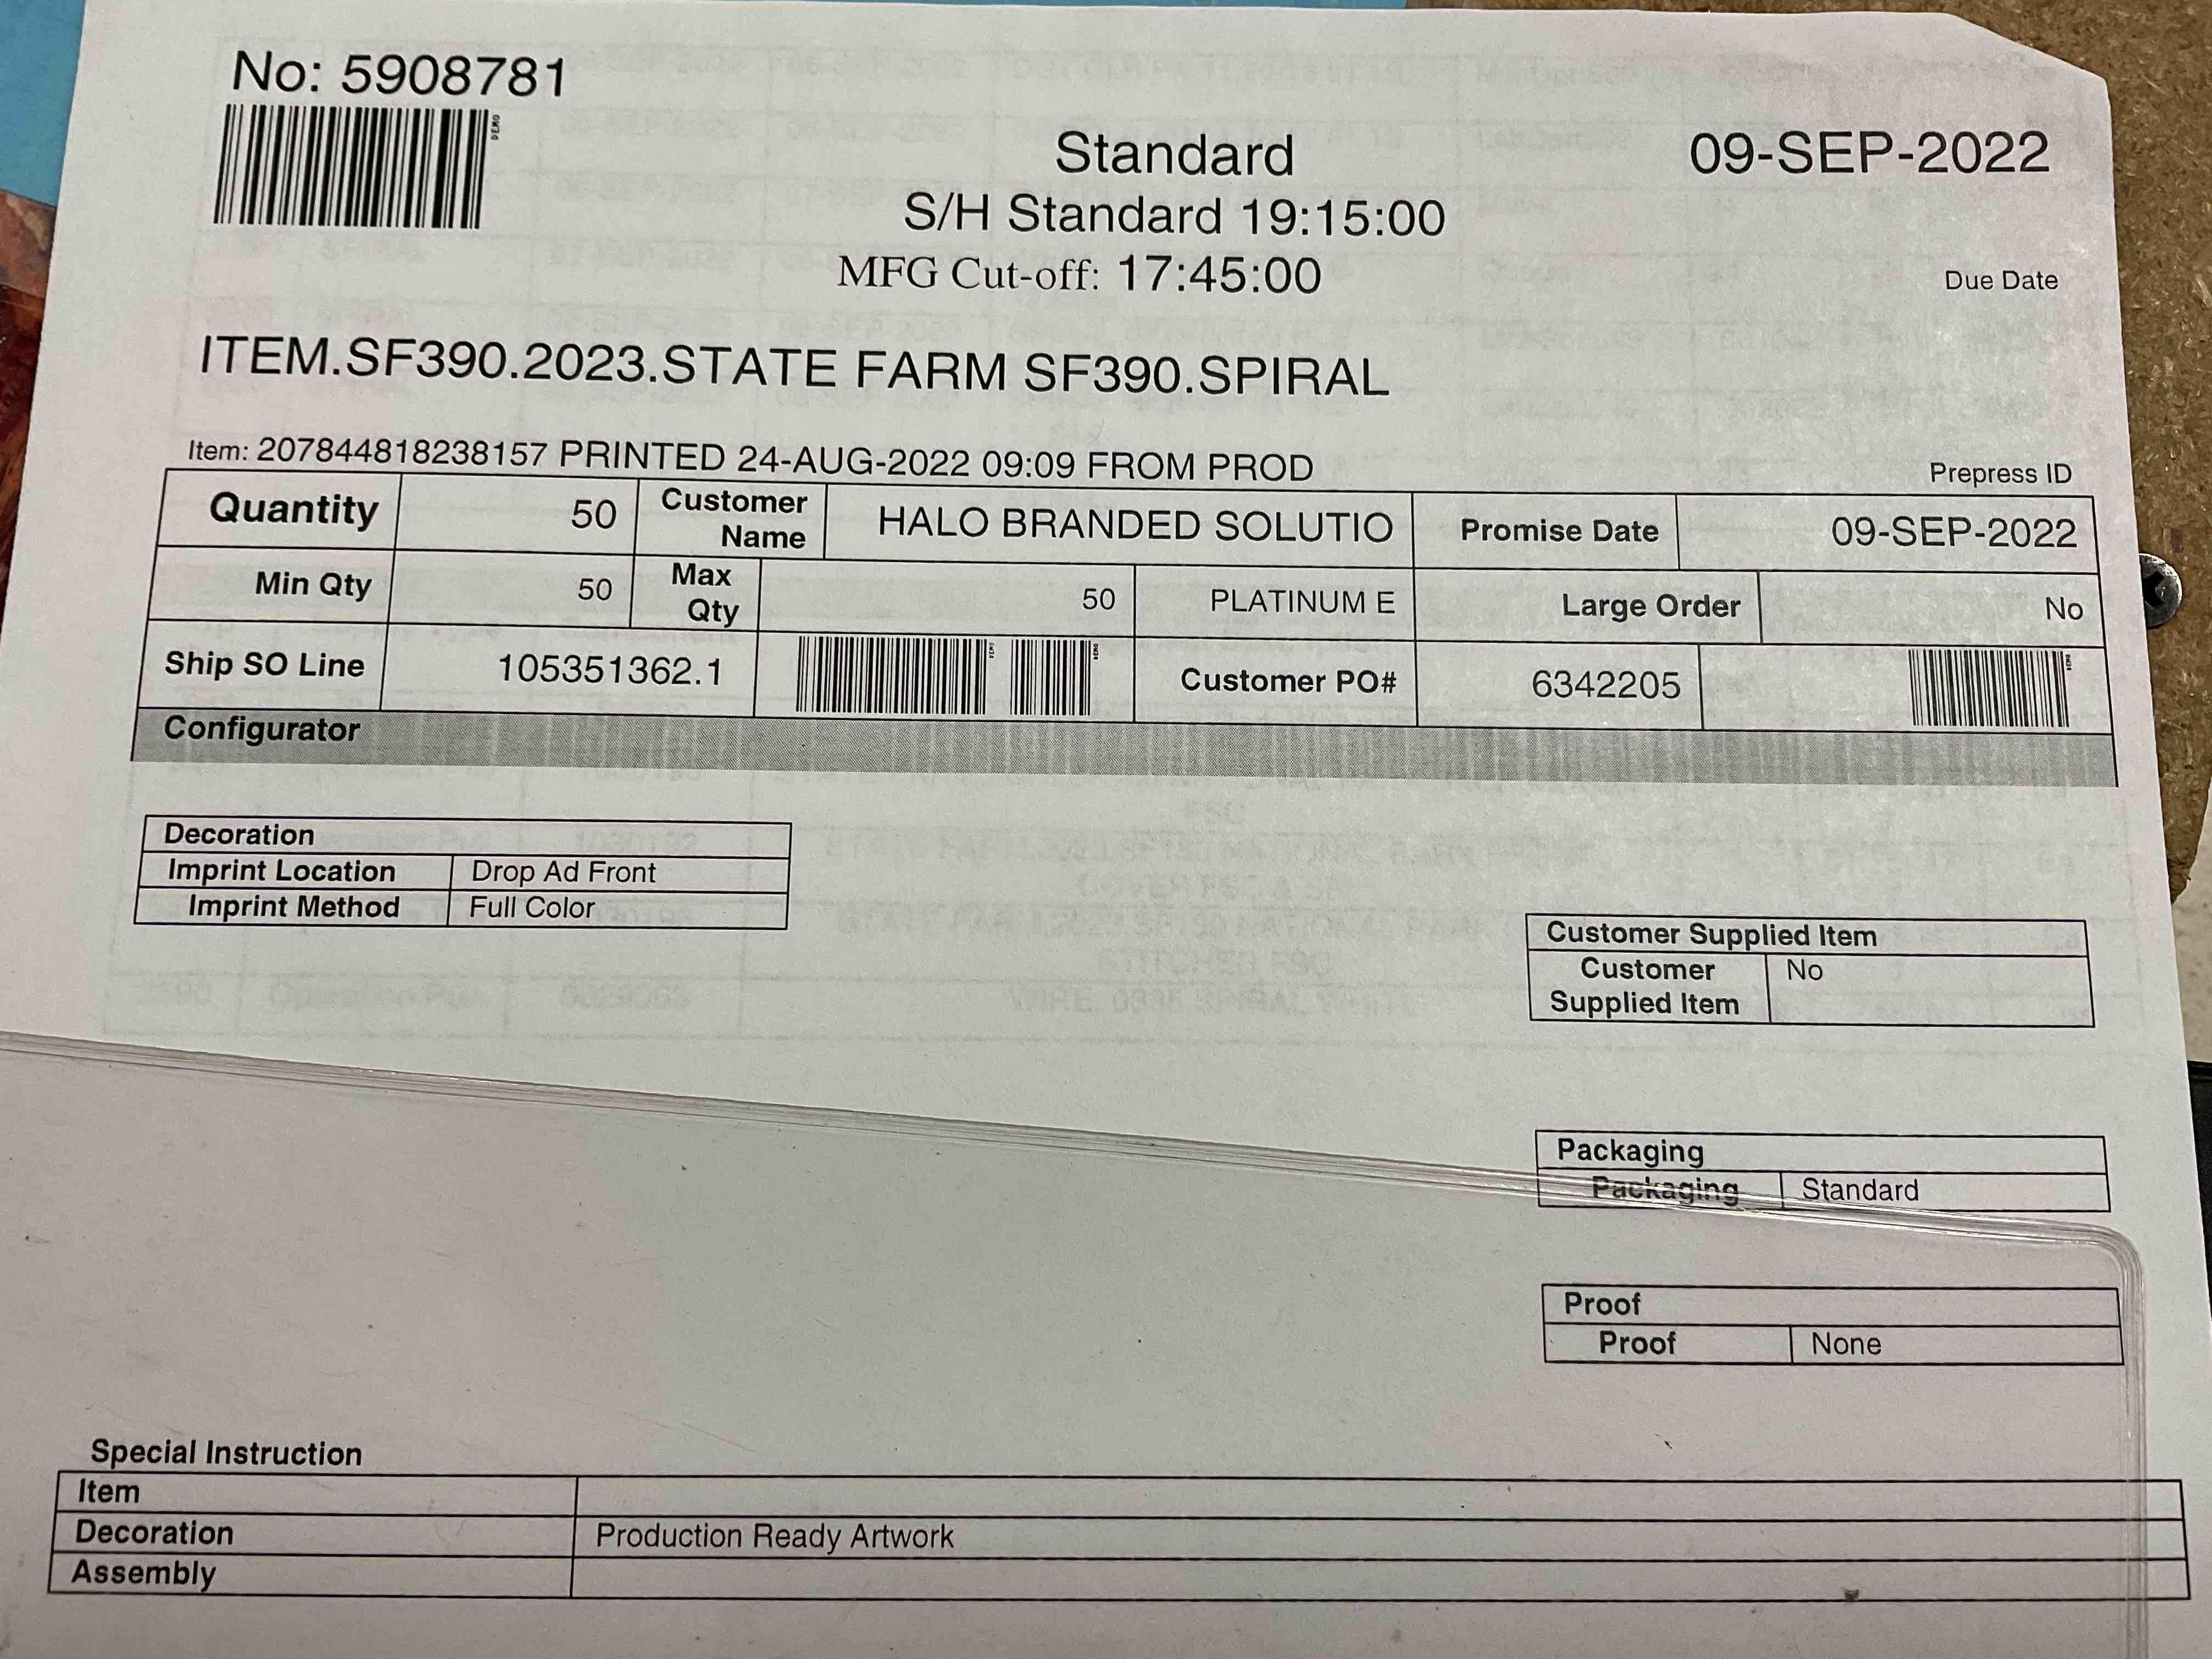 No: 5908781
DEMO
Standard
09-SEP-2022
S/H Standard 19:15:00
MFG Cut-off: 17:45:00
Due Date
ITEM.SF390.2023.STATE FARM SF390.SPIRAL
Item: 207844818238157 PRINTED 24-AUG-2022 09:09 FROM PROD
Prepress ID
Quantity 50 Customer Name HALO BRANDED SOLUTIO Promise Date 09-SEP-2022
Min Qty 50 Max Qty 50 PLATINUM E Large Order No
Ship SO Line 105351362.1 Customer PO# 6342205
Configurator
Decoration
Imprint Location Drop Ad Front
Imprint Method Full Color
Customer Supplied Item
Customer Supplied Item No
Packaging
Packaging Standard
Proof
Proof None
Special Instruction
Item
Decoration Production Ready Artwork
Assembly